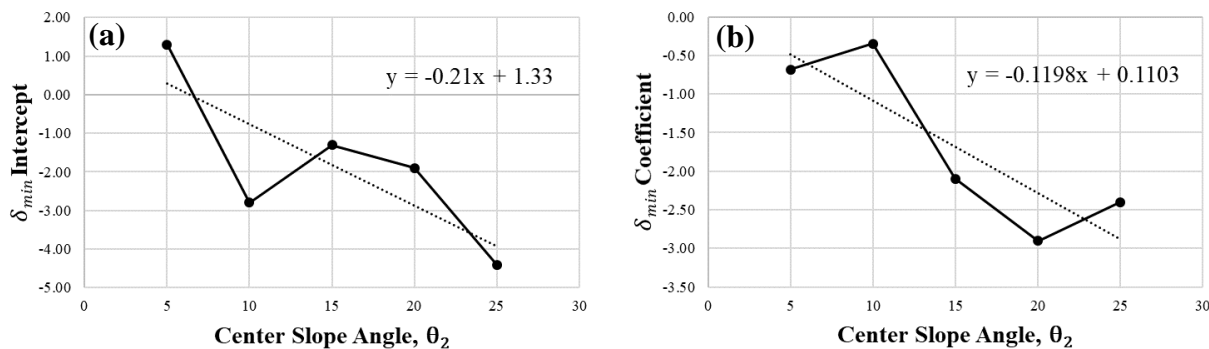 (a)
y = -0.21x + 1.33
2.00
1.00
0.00
-1.00
-2.00
-3.00
-4.00
-5.00
δmin Intercept
0 5 10 15 20 25 30
Center Slope Angle, θ₂
(b)
y = -0.1198x + 0.1103
0.00
-0.50
-1.00
-1.50
-2.00
-2.50
-3.00
-3.50
δmin Coefficient
0 5 10 15 20 25 30
Center Slope Angle, θ₂